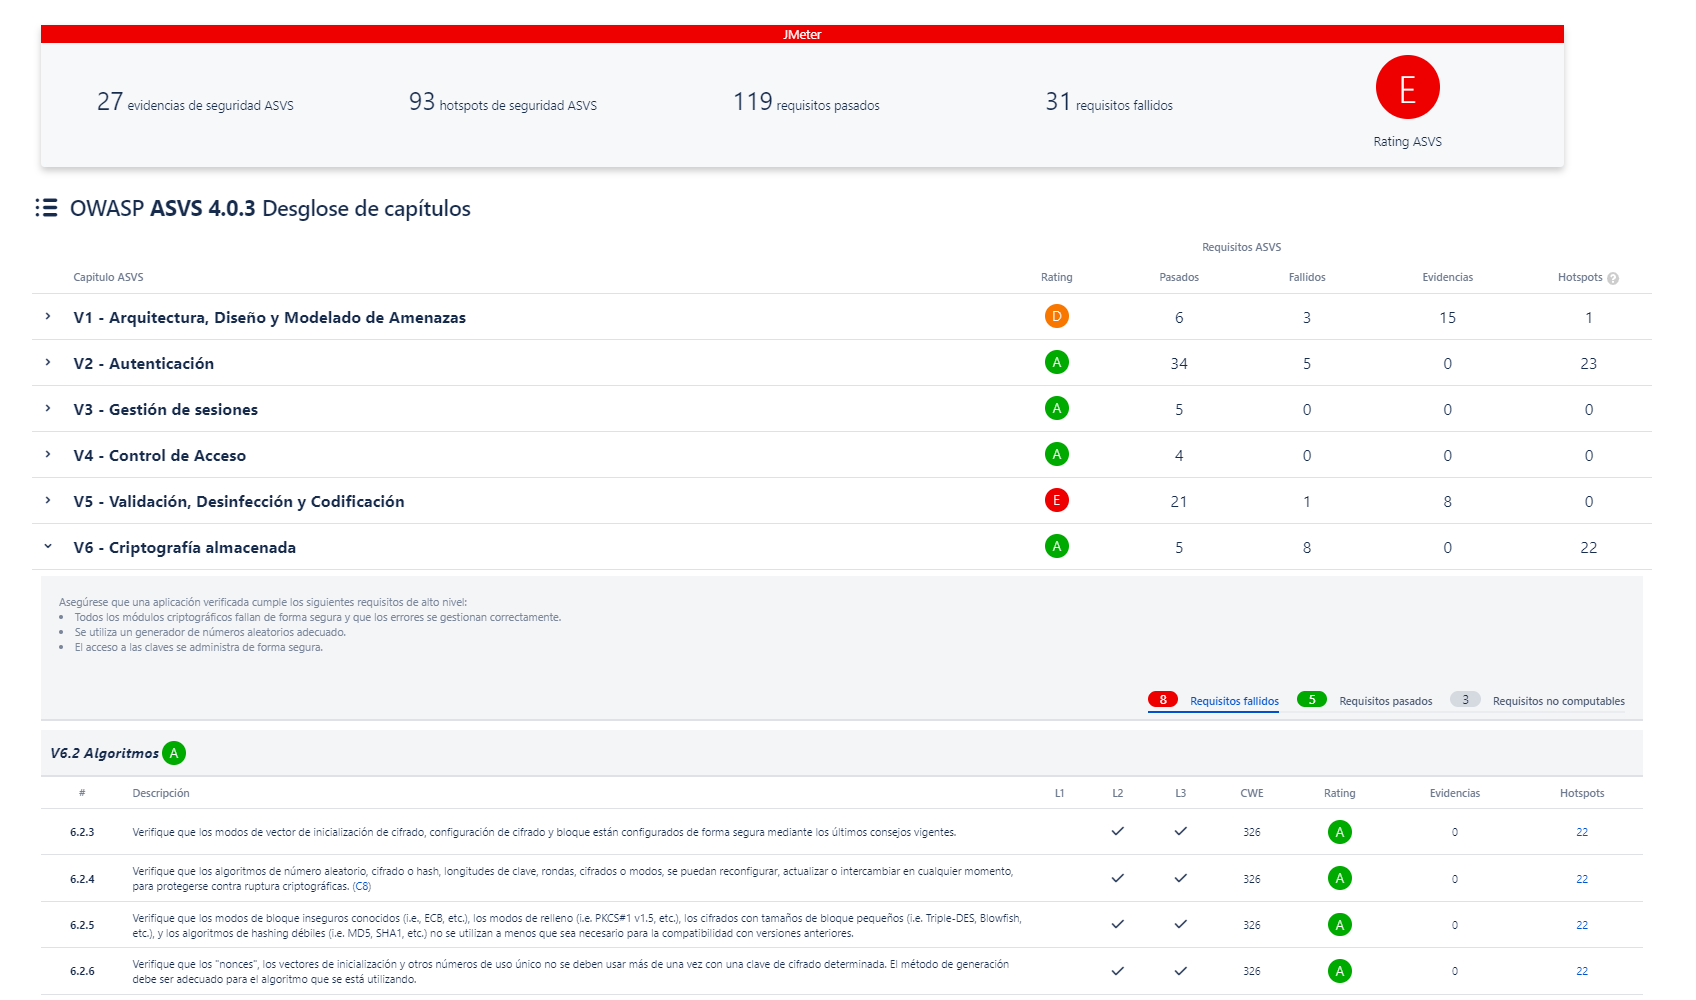 JMeter
27 evidencias de seguridad ASVS
93 hotspots de seguridad ASVS
119 requisitos pasados
31 requisitos fallidos
E
Rating ASVS
OWASP ASVS 4.0.3 Desglose de capítulos
Requisitos ASVS
Capítulo ASVS Rating Pasados Fallidos Evidencias Hotspots ?
V1 - Arquitectura, Diseño y Modelado de Amenazas D 6 3 15 1
V2 - Autenticación A 34 5 0 23
V3 - Gestión de sesiones A 5 0 0 0
V4 - Control de Acceso A 4 0 0 0
V5 - Validación, Desinfección y Codificación E 21 1 8 0
V6 - Criptografía almacenada A 5 8 0 22
Asegúrese que una aplicación verificada cumple los siguientes requisitos de alto nivel:
• Todos los módulos criptográficos fallan de forma segura y que los errores se gestionan correctamente.
• Se utiliza un generador de números aleatorios adecuado.
• El acceso a las claves se administra de forma segura.
8 Requisitos fallidos 5 Requisitos pasados 3 Requisitos no computables
V6.2 Algoritmos A
# Descripción L1 L2 L3 CWE Rating Evidencias Hotspots
6.2.3 Verifique que los modos de vector de inicialización de cifrado, configuración de cifrado y bloque están configurados de forma segura mediante los últimos consejos vigentes. 326 A 0 22
6.2.4 Verifique que los algoritmos de número aleatorio, cifrado o hash, longitudes de clave, rondas, cifrados o modos, se puedan reconfigurar, actualizar o intercambiar en cualquier momento, 326 A 0 22
para protegerse contra ruptura criptográficas. (C8)
6.2.5 Verifique que los modos de bloque inseguros conocidos (i.e., ECB, etc.), los modos de relleno (i.e. PKCS#1 v1.5, etc.), los cifrados con tamaños de bloque pequeños (i.e. Triple-DES, Blowfish, 326 A 0 22
etc.), y los algoritmos de hashing débiles (i.e. MD5, SHA1, etc.) no se utilizan a menos que sea necesario para la compatibilidad con versiones anteriores.
6.2.6 Verifique que los "nonces", los vectores de inicialización y otros números de uso único no se deben usar más de una vez con una clave de cifrado determinada. El método de generación 326 A 0 22
debe ser adecuado para el algoritmo que se está utilizando.